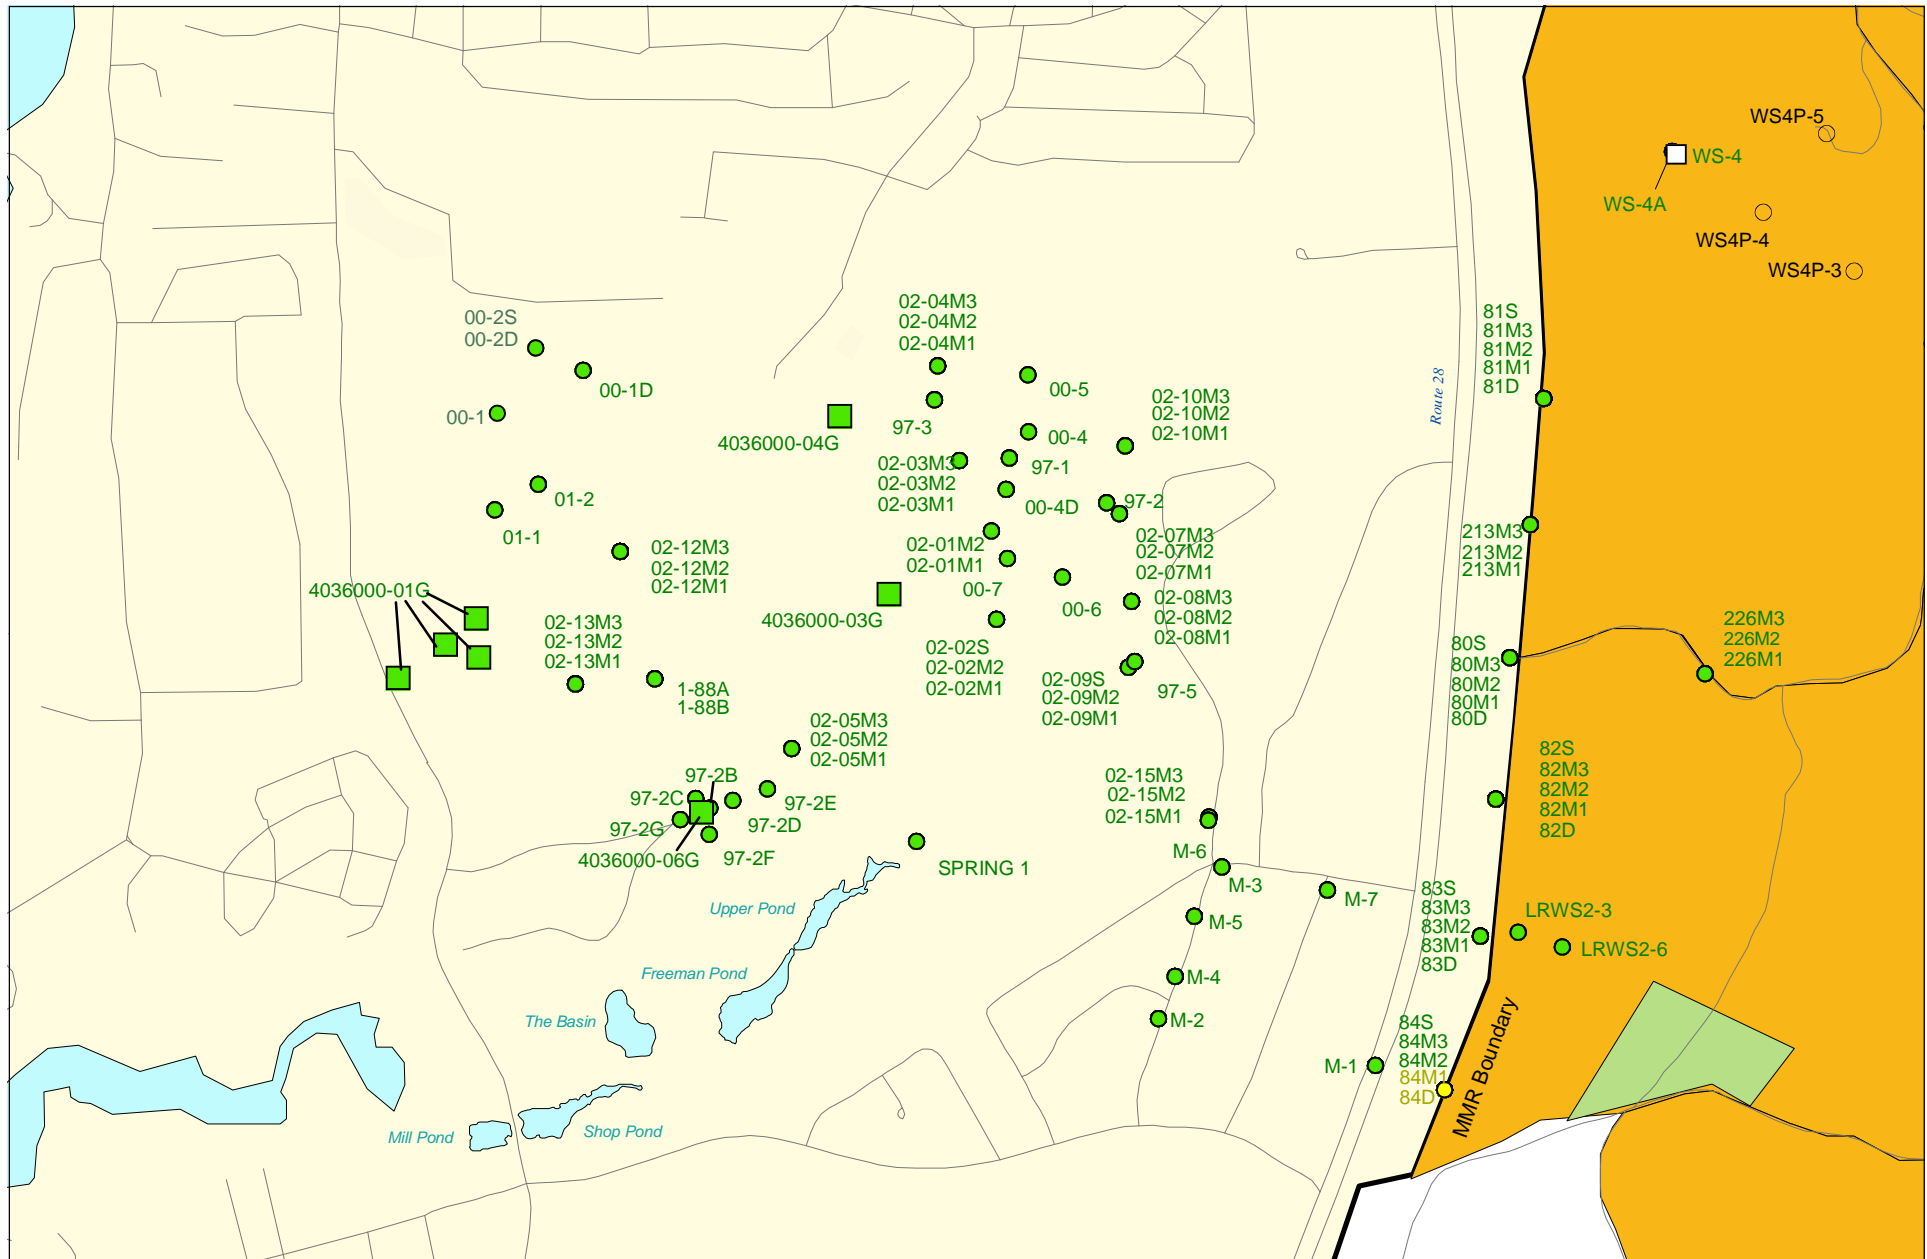 WS4P-5
WS-4
WS-4A
WS4P-4
WS4P-3
00-2S
00-2D
00-1D
00-1
01-2
01-1
02-04M3
02-04M2
02-04M1
97-3
4036000-04G
00-5
00-4
97-1
02-03M3
02-03M2
02-03M1
00-4D
02-10M3
02-10M2
02-10M1
97-2
02-07M3
02-07M2
02-07M1
Route 28
81S
81M3
81M2
81M1
81D
213M3
213M2
213M1
02-12M3
02-12M2
02-12M1
4036000-01G
02-13M3
02-13M2
02-13M1
1-88A
1-88B
02-01M2
02-01M1
00-7
4036000-03G
00-6
02-08M3
02-08M2
02-08M1
02-02S
02-02M2
02-02M1
02-09S
02-09M2
02-09M1
97-5
80S
80M3
80M2
80M1
80D
226M3
226M2
226M1
02-05M3
02-05M2
02-05M1
97-2B
97-2C
97-2E
97-2D
97-2G
97-2F
4036000-06G
SPRING 1
02-15M3
02-15M2
02-15M1
82S
82M3
82M2
82M1
82D
M-6
M-3
M-7
M-5
M-4
M-2
M-1
83S
83M3
83M2
83M1
83D
LRWS2-3
LRWS2-6
84S
84M3
84M2
84M1
84D
MMR Boundary
Upper Pond
Freeman Pond
The Basin
Mill Pond
Shop Pond